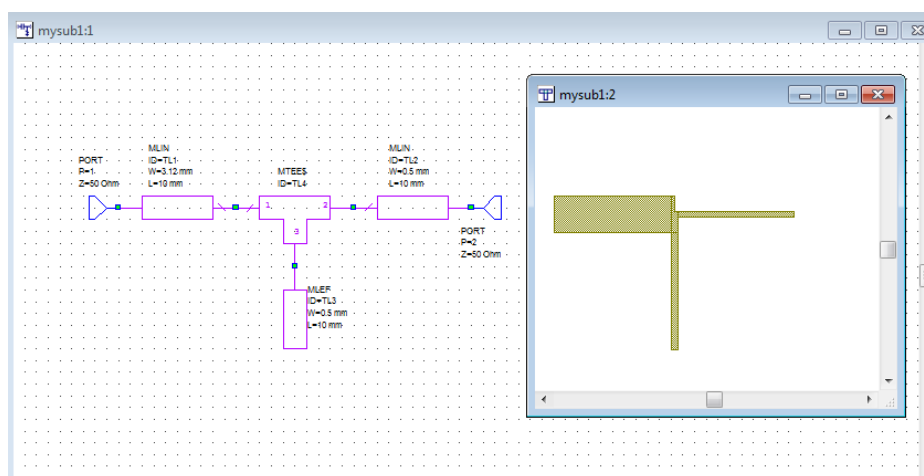 mysub1:1
mysub1:2
PORT
P=1
Z=50 Ohm
MLIN
ID=TL1
W=3.12 mm
L=10 mm
MTEE$
ID=TL4
1
2
3
MLIN
ID=TL2
W=0.5 mm
L=10 mm
PORT
P=2
Z=50 Ohm
MLEF
ID=TL3
W=0.5 mm
L=10 mm